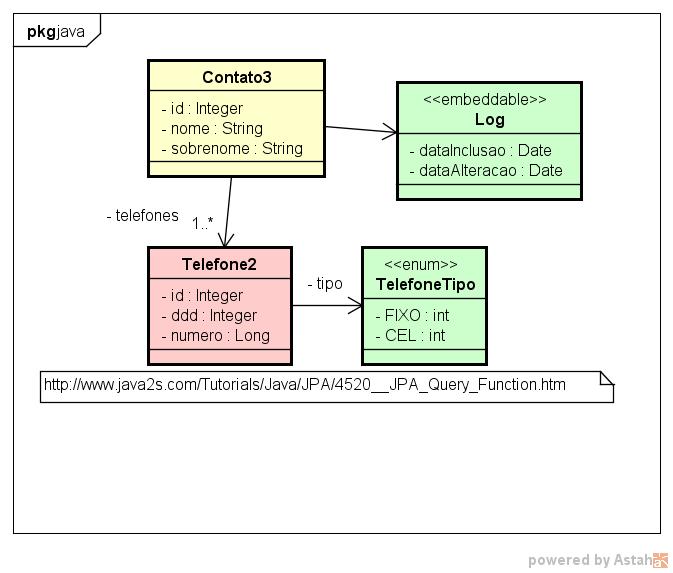 pkgjava
Contato3
- id : Integer
- nome : String
- sobrenome : String
<<embeddable>>
Log
- dataInclusao : Date
- dataAlteracao : Date
- telefones
1..*
Telefone2
- id : Integer
- ddd : Integer
- numero : Long
- tipo
<<enum>>
TelefoneTipo
- FIXO : int
- CEL : int
http://www.java2s.com/Tutorials/Java/JPA/4520__JPA_Query_Function.htm
powered by Astah